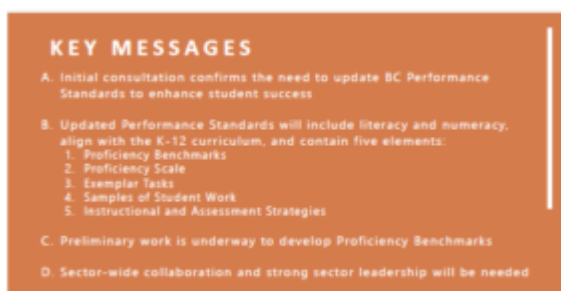 KEY MESSAGES
A. Initial consultation confirms the need to update BC Performance
Standards to enhance student success
B. Updated Performance Standards will include literacy and numeracy,
align with the K-12 curriculum, and contain five elements:
1. Proficiency Benchmarks
2. Proficiency Scale
3. Exemplar Tasks
4. Samples of Student Work
5. Instructional and Assessment Strategies
C. Preliminary work is underway to develop Proficiency Benchmarks
D. Sector-wide collaboration and strong sector leadership will be needed